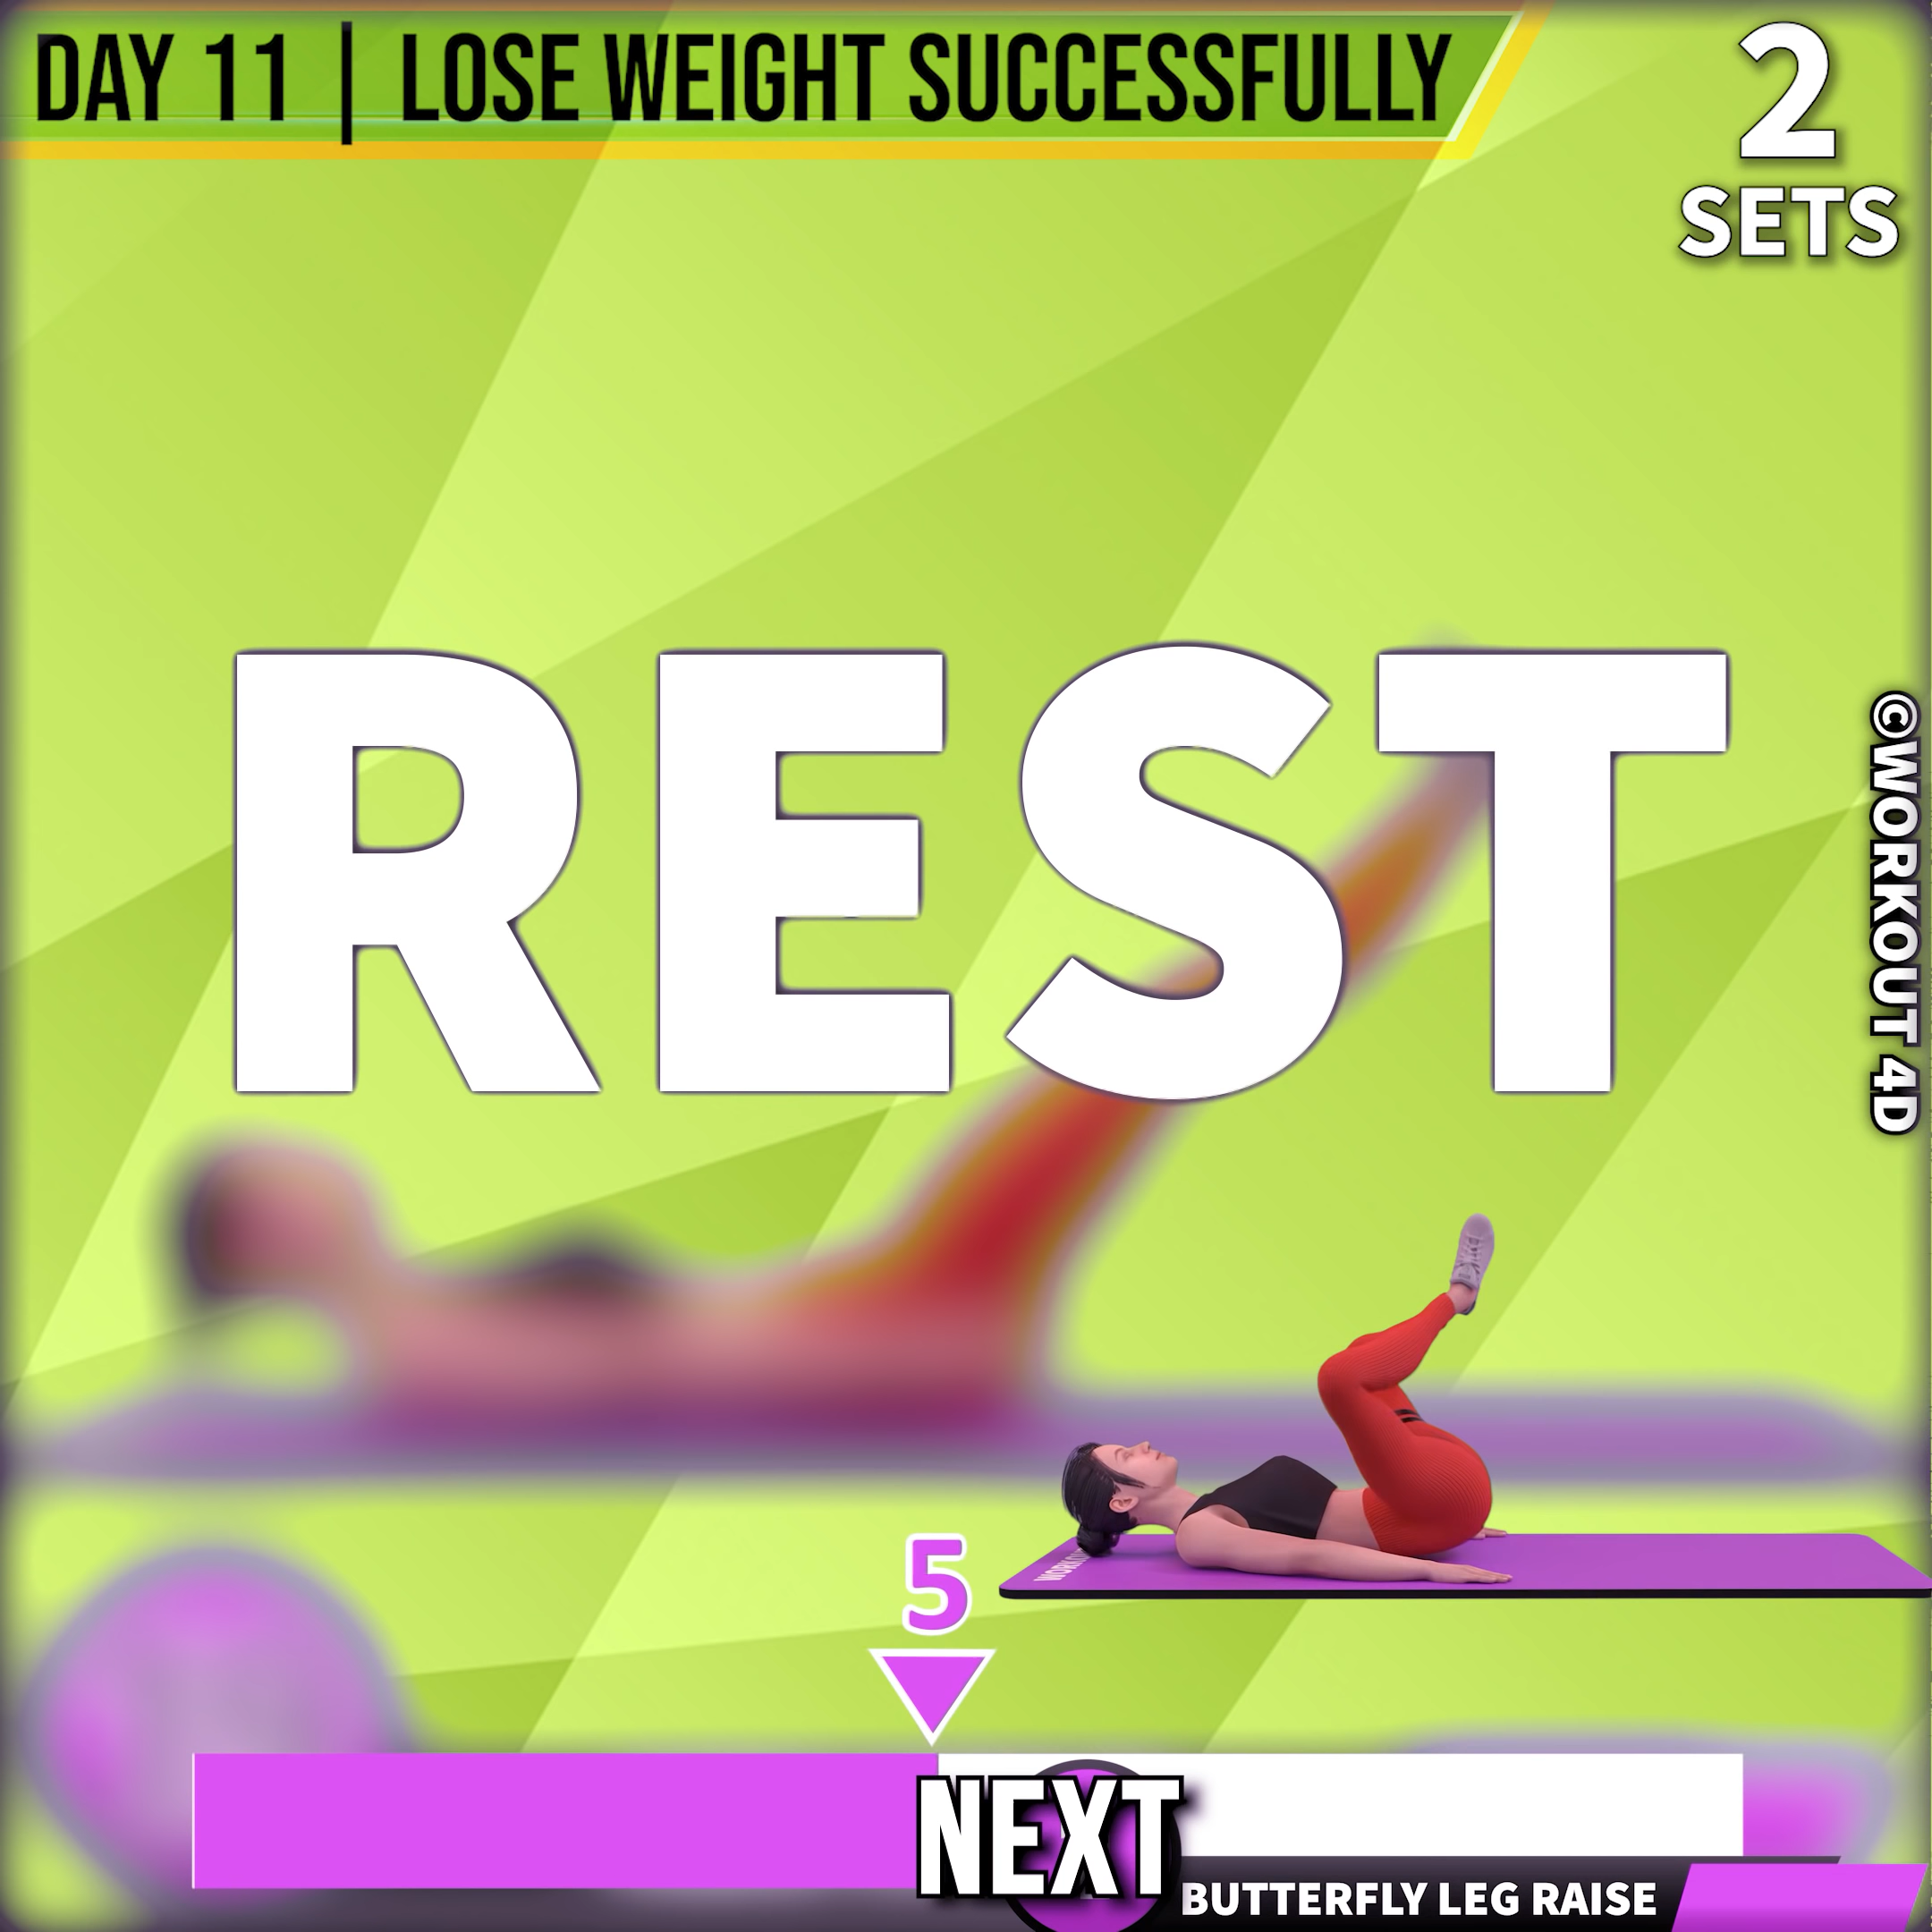 DAY 11 | LOSE WEIGHT SUCCESSFULLY
2
SETS
REST
©WORKOUT 4D
5
NEXT
BUTTERFLY LEG RAISE